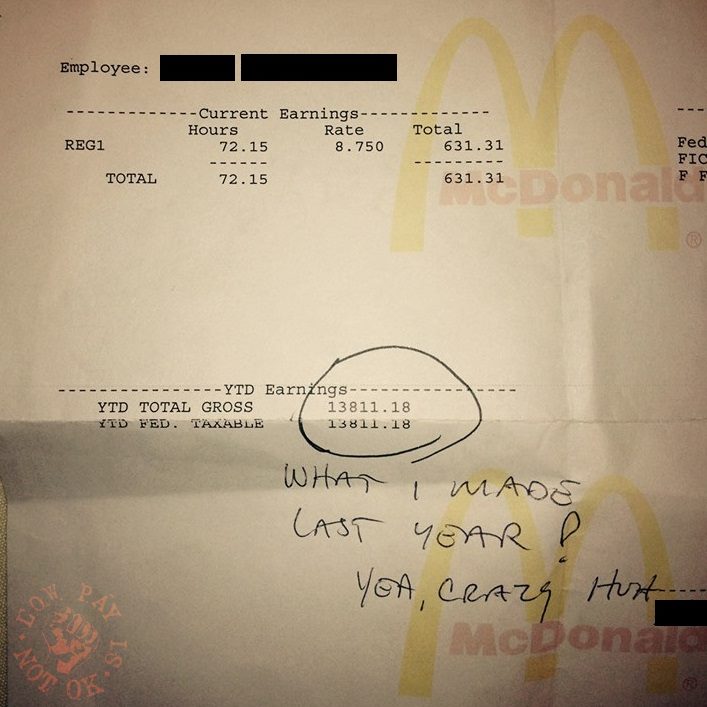 Employee:
-------------Current Earnings-------------
Hours Rate Total
REG1 72.15 8.750 631.31
------ ---------
TOTAL 72.15 631.31
---
Fed
FIC
F F
McDonald
®
----------------YTD Earnings----------------
YTD TOTAL GROSS 13811.18
YTD FED. TAXABLE 13811.18
WHAT I MADE
LAST YEAR?
YEA, CRAZY HUH
-----
McDonald
®
LOW PAY IS
NOT OK